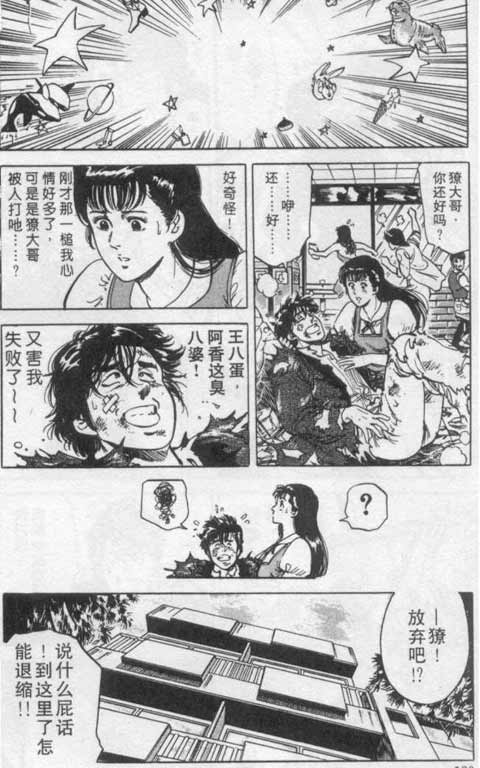 獠大哥．
你还好吗？
……咿
……
还……好
好奇怪！
刚才那一槌我心
情好多了，
可是是獠大哥
被人打吔……？
王八蛋，
阿香这臭
八婆！
又害我
失败了～～
？
—獠！
放弃吧!?
说什么屁话
！到这里了怎
能退缩!!